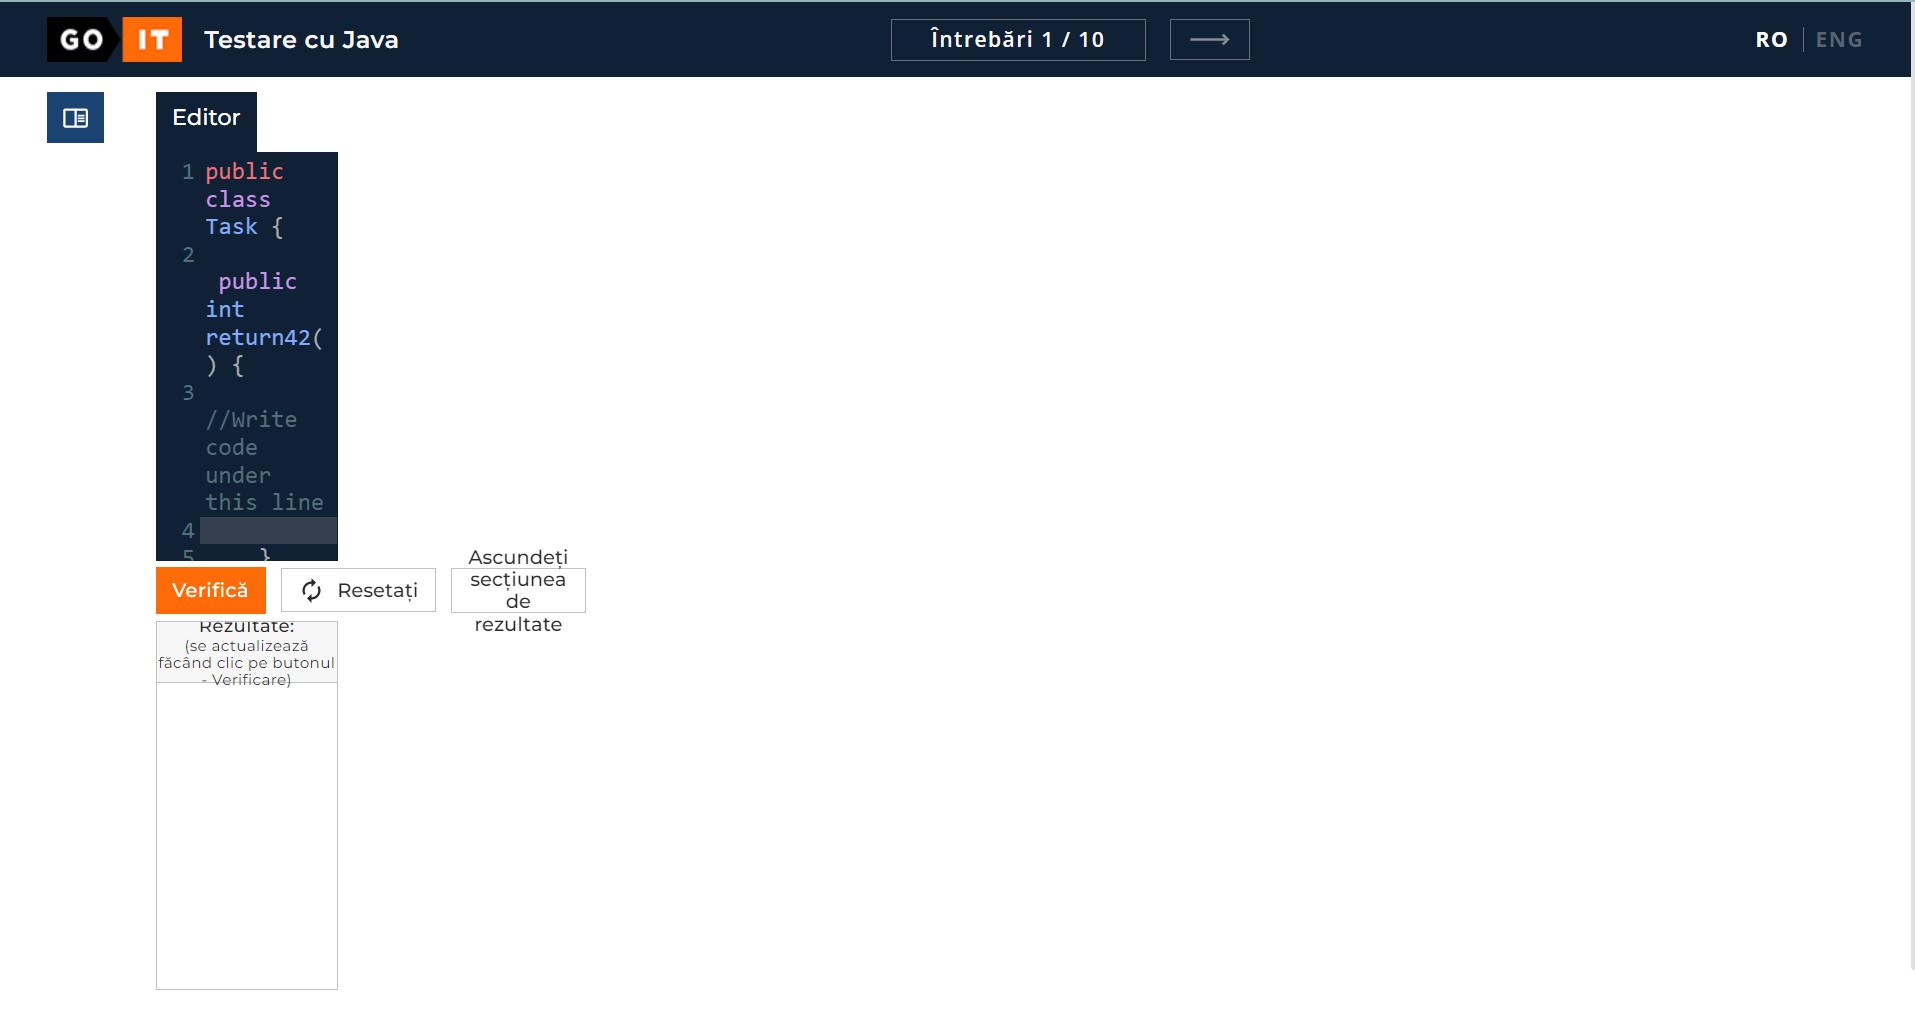 GO IT Testare cu Java
Întrebări 1 / 10
RO ENG
Editor
1 public
class
Task {
2
public
int
return42(
) {
3
//Write
code
under
this line
4
5 }
Verifică
Resetați
Ascundeți
secțiunea
de
rezultate
Rezultate:
(se actualizează
făcând clic pe butonul
- Verificare)